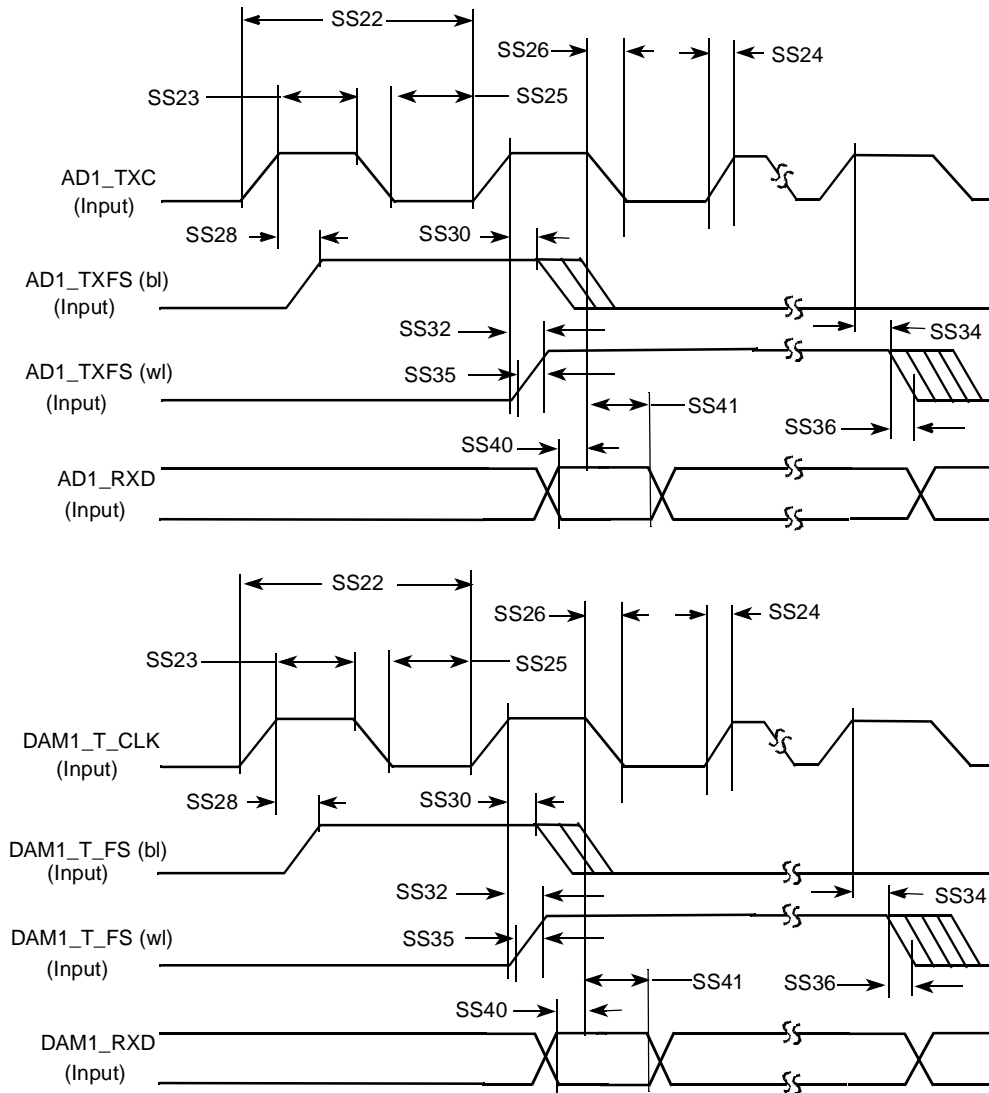 SS22
SS26
SS24
SS23
SS25
AD1_TXC
(Input)
SS28
SS30
AD1_TXFS (bl)
(Input)
SS32
SS34
SS35
AD1_TXFS (wl)
(Input)
SS41
SS36
SS40
AD1_RXD
(Input)
SS22
SS26
SS24
SS23
SS25
DAM1_T_CLK
(Input)
SS28
SS30
DAM1_T_FS (bl)
(Input)
SS32
SS34
SS35
DAM1_T_FS (wl)
(Input)
SS41
SS36
SS40
DAM1_RXD
(Input)